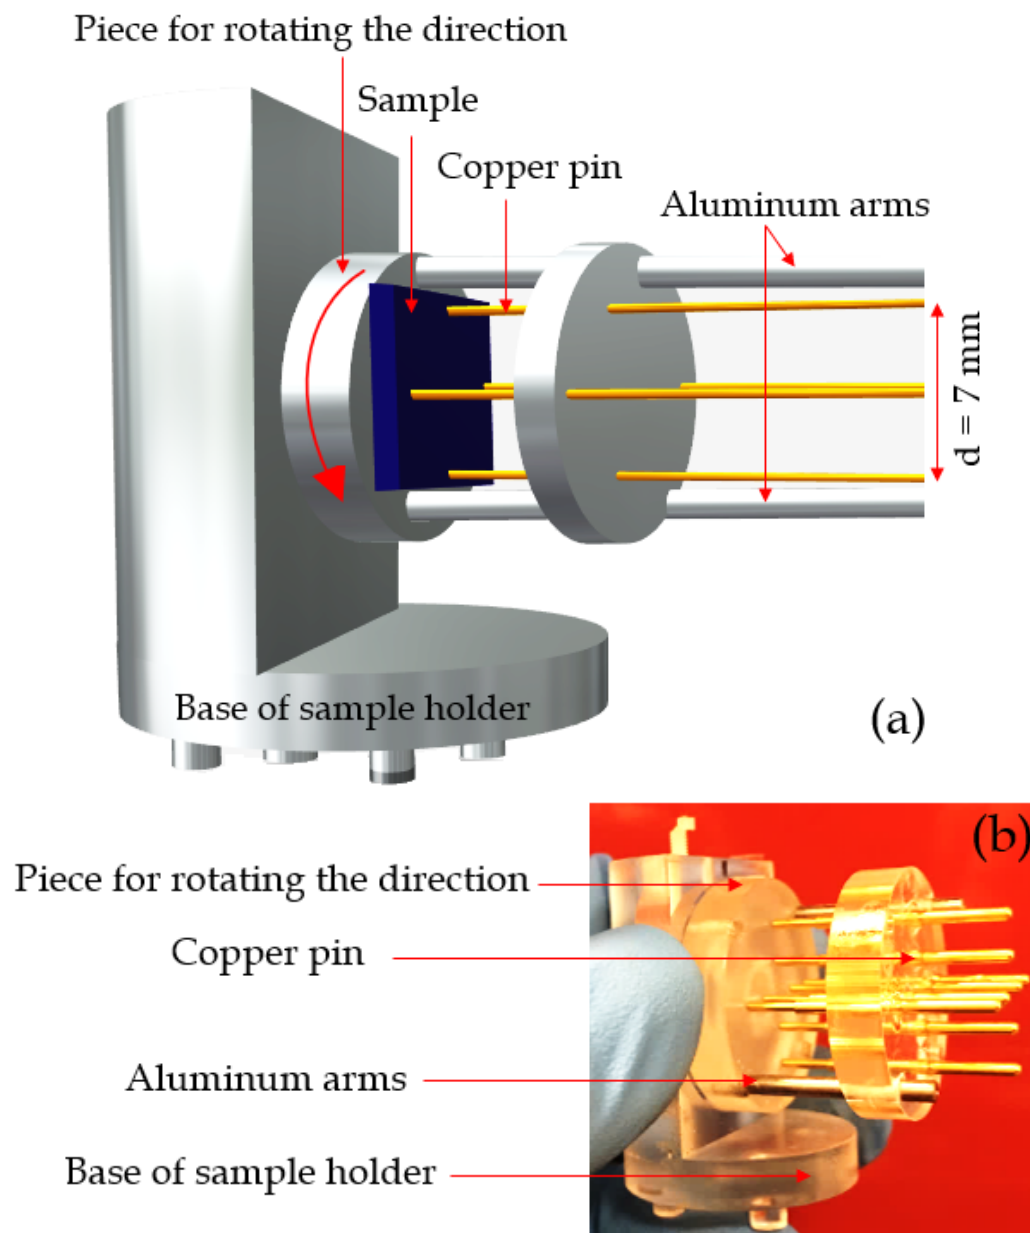 Piece for rotating the direction
Sample
Copper pin
Aluminum arms
d = 7 mm
Base of sample holder
(a)
(b)
Piece for rotating the direction
Copper pin
Aluminum arms
Base of sample holder